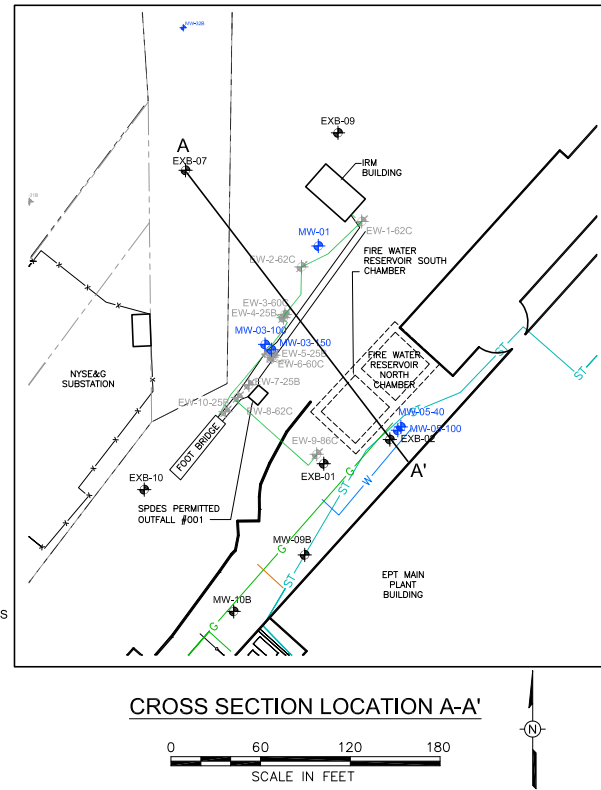 MW-02B
EXB-09
A
EXB-07
IRM
BUILDING
EW-1-62C
MW-01
FIRE WATER
RESERVOIR SOUTH
CHAMBER
EW-2-62C
EW-3-60C
EW-4-25B
MW-03-100
MW-03-150
EW-5-25B
EW-6-60C
FIRE WATER
RESERVOIR
NORTH
CHAMBER
ST
ST
NYSE&G
SUBSTATION
EW-7-25B
EW-10-25B
EW-8-62C
MW-05-40
ST
MW-05-100
EXB-02
FOOT BRIDGE
EW-9-86C
EXB-01
A'
G
ST
W
EXB-10
SPDES PERMITTED
OUTFALL #001
MW-09B
G
ST
EPT MAIN
PLANT
BUILDING
MW-10B
G
S
CROSS SECTION LOCATION A-A'
0 60 120 180
SCALE IN FEET
N